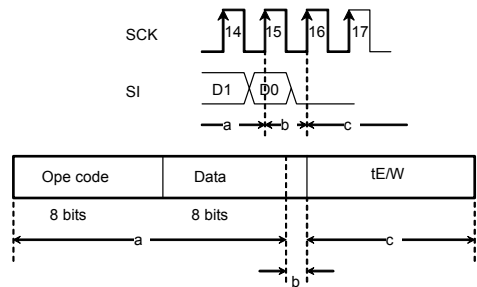 SCK 14 15 16 17
SI D1 D0
a b c
Ope code Data tE/W
8 bits 8 bits
a c
b